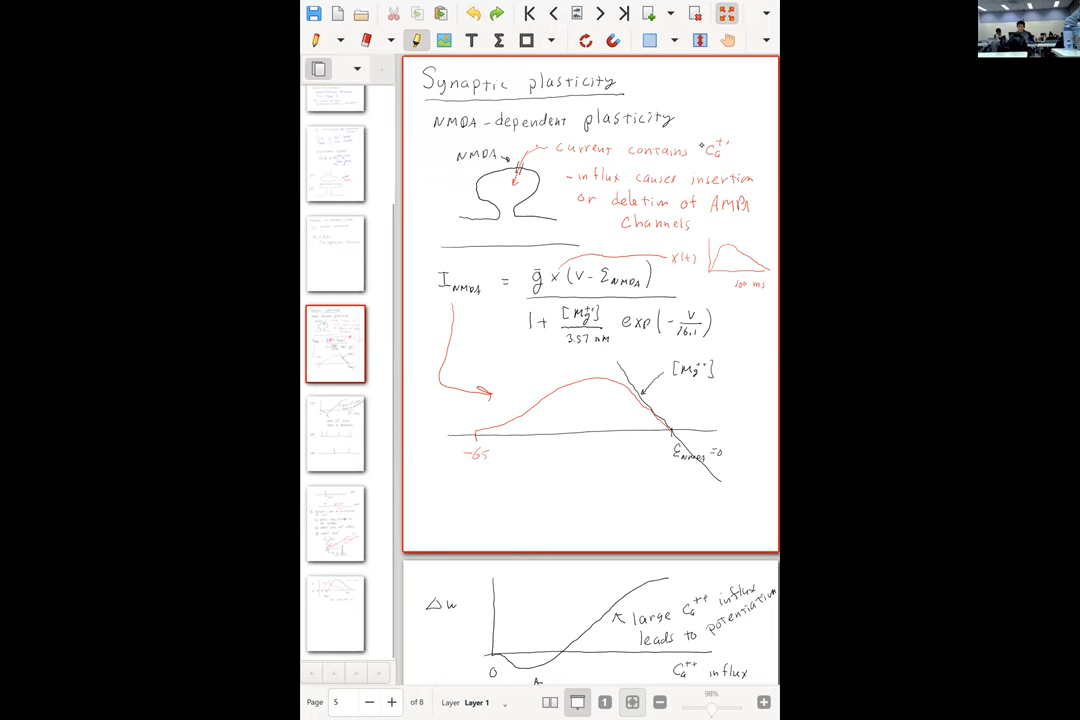 Synaptic plasticity
NMDA-dependent plasticity
NMDA
current contains Ca++
- influx causes insertion
or deletion of AMPA
channels
x(t)
100 ms
I_NMDA = ḡ x (V - E_NMDA)
1 + [Mg++] exp(- V
3.57 mM
16.1 )
[Mg++]
-65
E_NMDA = 0
Δw
large Ca++ influx
leads to potentiation
0
Ca++ influx
Page 5 of 8 Layer Layer 1
1
98%